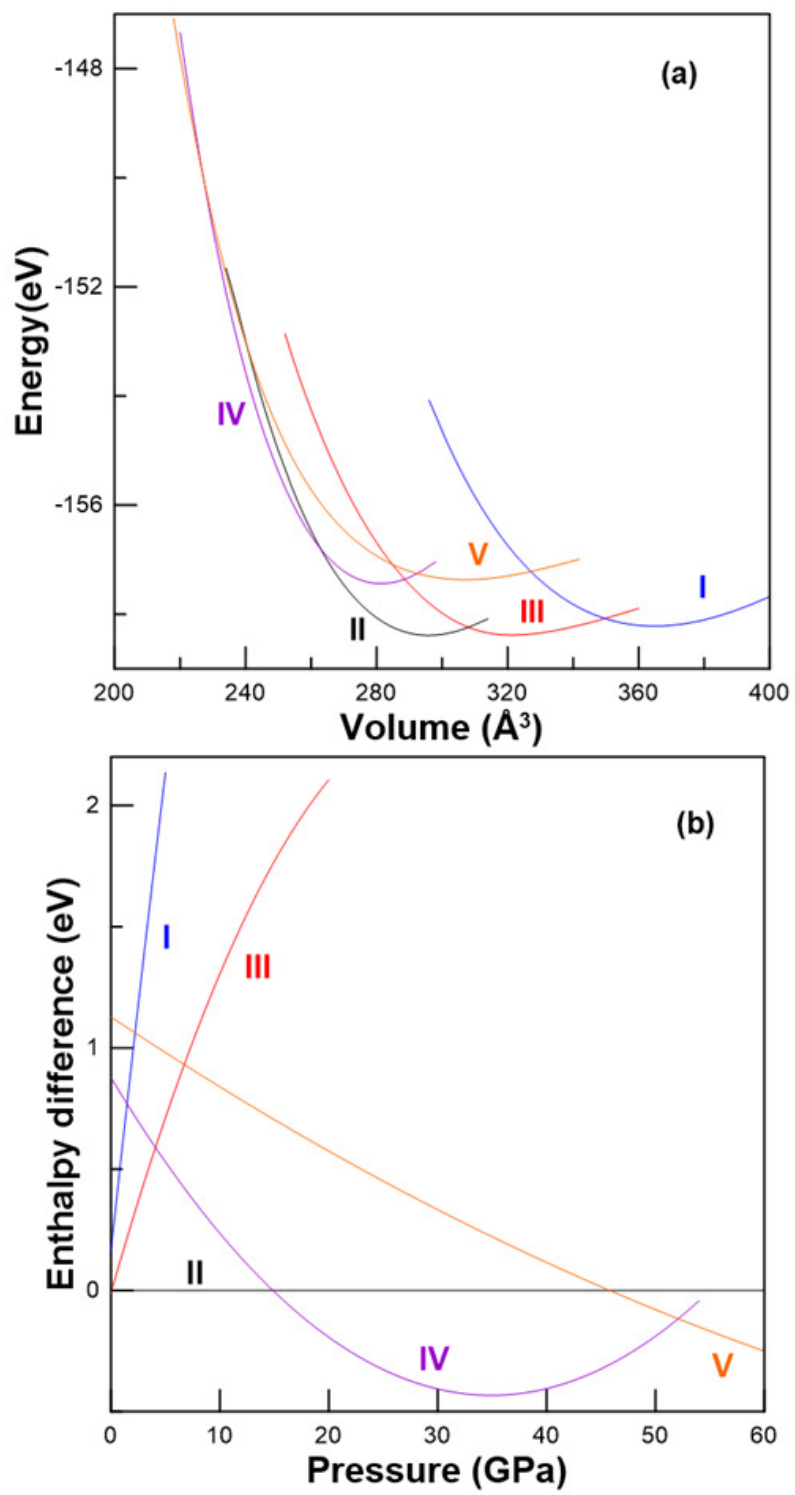 (a)
-148
-152
-156
Energy(eV)
IV
V
I
III
II
200 240 280 320 360 400
Volume (Å³)
(b)
2
1
0
Enthalpy difference (eV)
I
III
II
IV
V
0 10 20 30 40 50 60
Pressure (GPa)